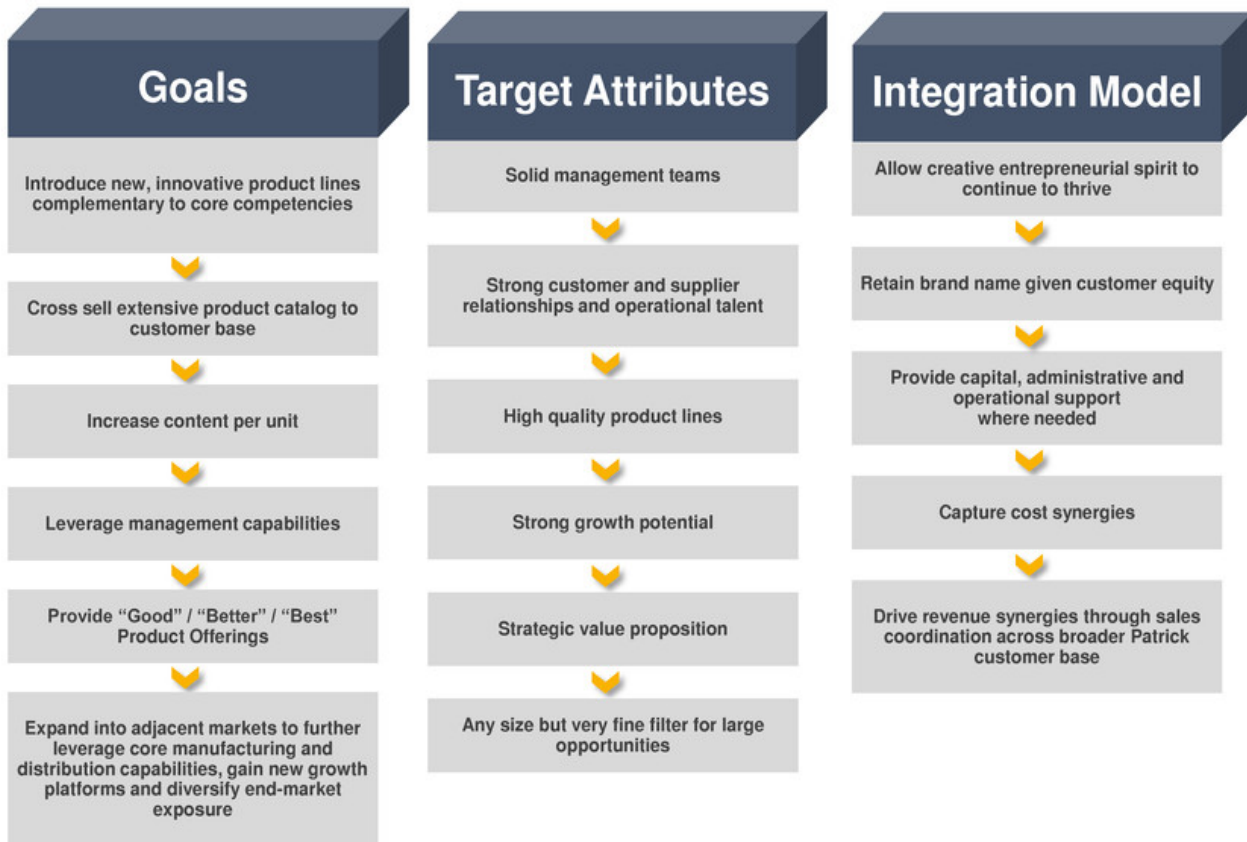 Goals
Introduce new, innovative product lines
complementary to core competencies
Cross sell extensive product catalog to
customer base
Increase content per unit
Leverage management capabilities
Provide “Good” / “Better” / “Best”
Product Offerings
Expand into adjacent markets to further
leverage core manufacturing and
distribution capabilities, gain new growth
platforms and diversify end-market
exposure
Target Attributes
Solid management teams
Strong customer and supplier
relationships and operational talent
High quality product lines
Strong growth potential
Strategic value proposition
Any size but very fine filter for large
opportunities
Integration Model
Allow creative entrepreneurial spirit to
continue to thrive
Retain brand name given customer equity
Provide capital, administrative and
operational support
where needed
Capture cost synergies
Drive revenue synergies through sales
coordination across broader Patrick
customer base